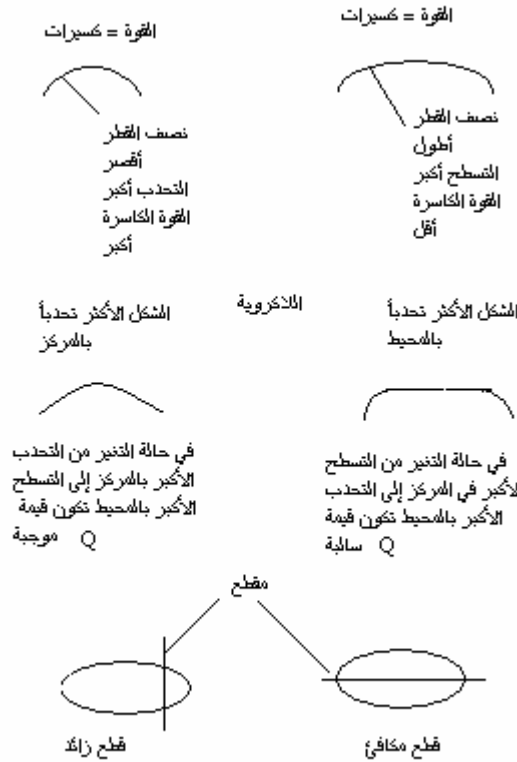 القوة = كسيرات
القوة = كسيرات
نصف القطر
أطول
التسطح أكبر
القوة الكاسرة
أقل
نصف القطر
أقصر
التحدب أكبر
القوة الكاسرة
أكبر
الشكل الأكثر تحدباً
بالمحيط
اللاكروية
الشكل الأكثر تحدباً
بالمركز
في حالة التغير من التسطح
الأكبر في المركز إلى التحدب
الأكبر بالمحيط تكون قيمة
Q سالبة
في حالة التغير من التحدب
الأكبر بالمركز إلى التسطح
الأكبر بالمحيط تكون قيمة
Q موجبة
مقطع
قطع مكافئ
قطع زائد